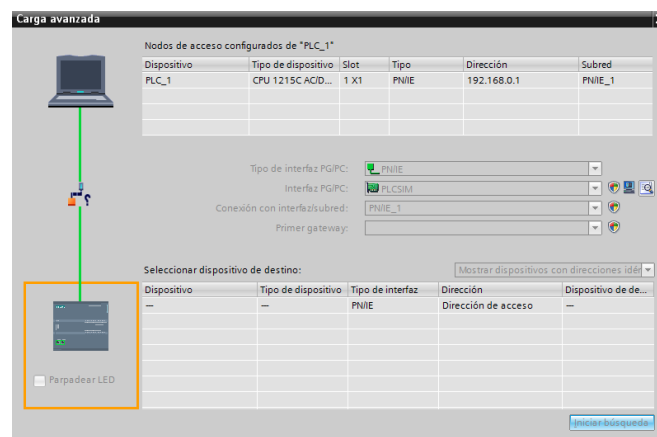 Carga avanzada
Nodos de acceso configurados de "PLC_1"
Dispositivo Tipo de dispositivo Slot Tipo Dirección Subred
PLC_1 CPU 1215C AC/D... 1 X1 PN/IE 192.168.0.1 PN/IE_1
Tipo de interfaz PG/PC: PN/IE
Interfaz PG/PC: PLCSIM
Conexión con interfaz/subred: PN/IE_1
Primer gateway:
Seleccionar dispositivo de destino: Mostrar dispositivos con direcciones idén
Dispositivo Tipo de dispositivo Tipo de interfaz Dirección Dispositivo de de...
— — PN/IE Dirección de acceso —
Parpadear LED
Iniciar búsqueda